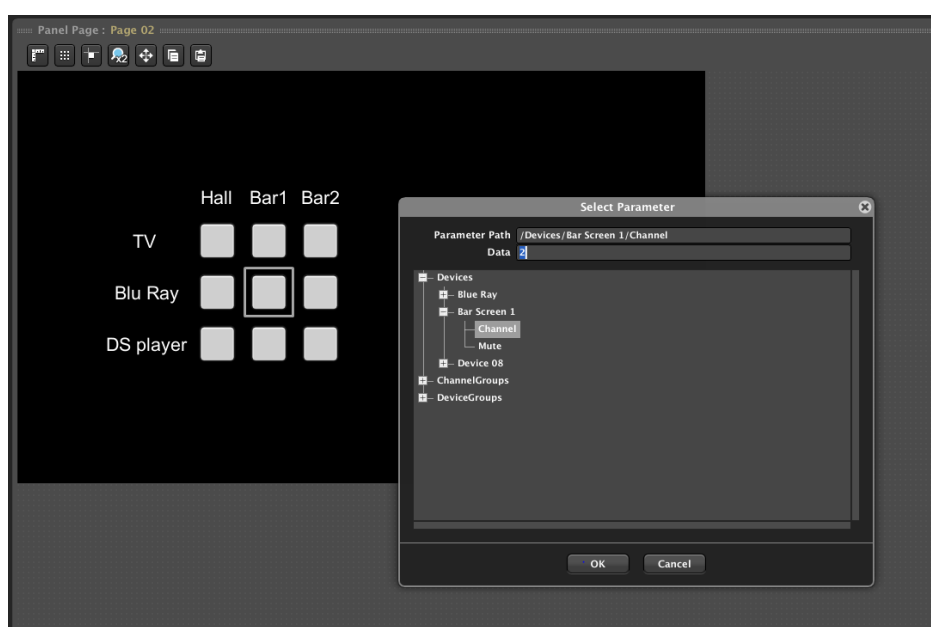 Panel Page : Page 02
x2
Hall Bar1 Bar2
TV
Blu Ray
DS player
Select Parameter
Parameter Path /Devices/Bar Screen 1/Channel
Data 2
Devices
Blue Ray
Bar Screen 1
Channel
Mute
Device 08
ChannelGroups
DeviceGroups
OK Cancel